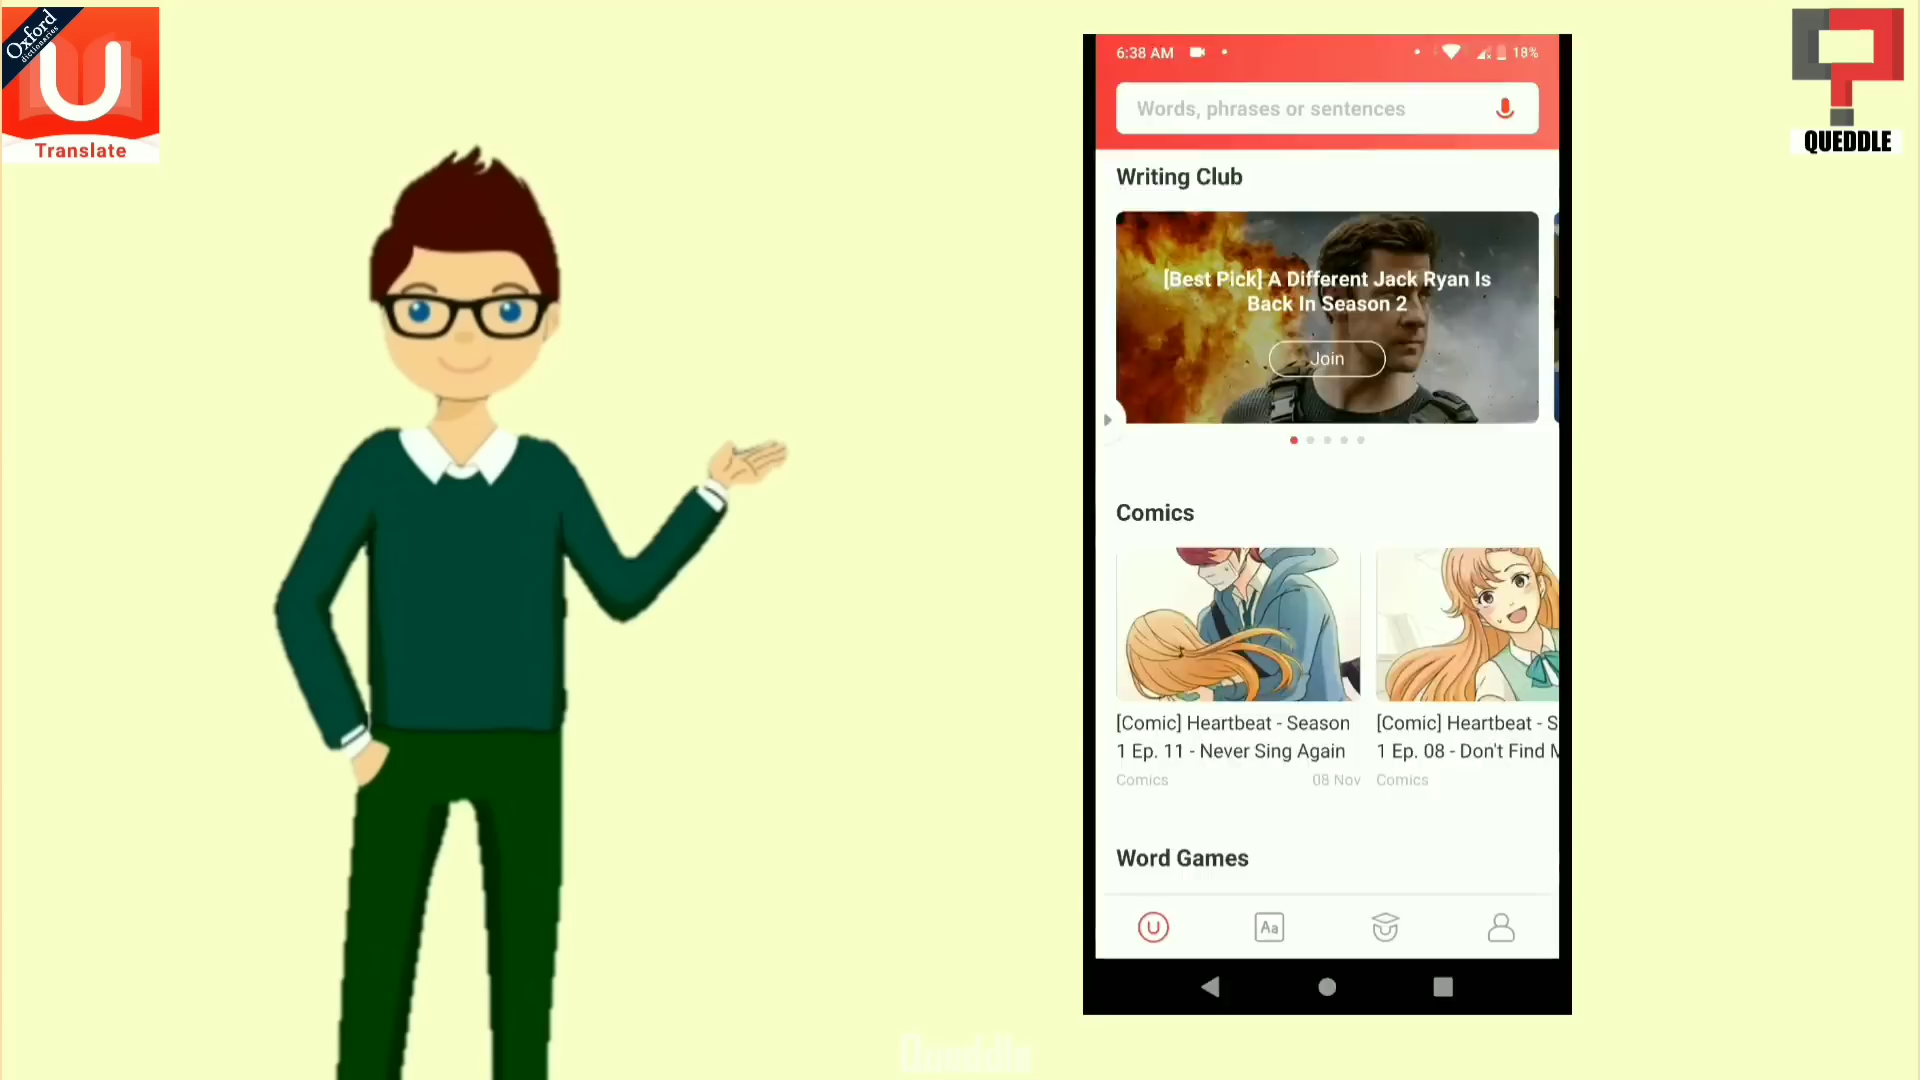 Oxford
dictionaries
U
Translate
QUEDDLE
6:38 AM
18%
Words, phrases or sentences
Writing Club
[Best Pick] A Different Jack Ryan Is
Back In Season 2
Join
Comics
[Comic] Heartbeat - Season
1 Ep. 11 - Never Sing Again
Comics
08 Nov
[Comic] Heartbeat - S
1 Ep. 08 - Don't Find M
Comics
Word Games
U
Aa
Queddle